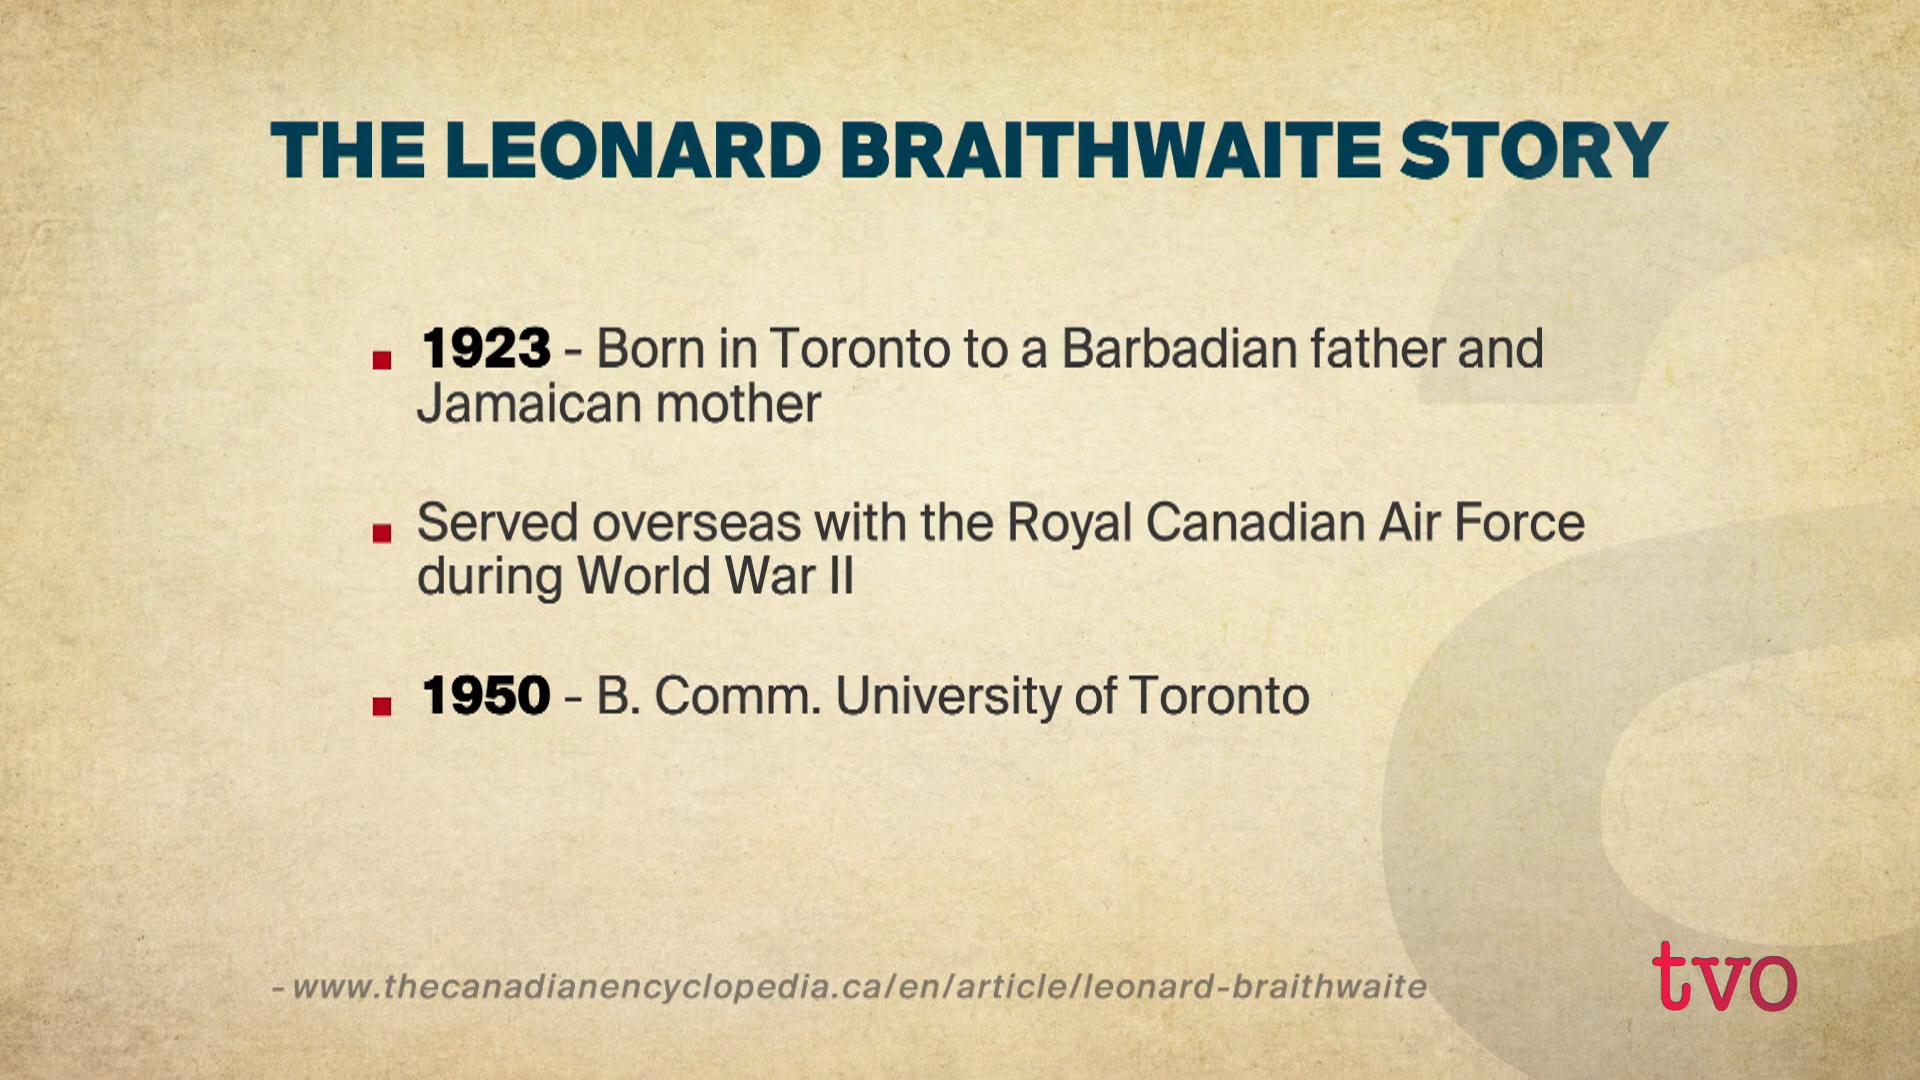 THE LEONARD BRAITHWAITE STORY
1923 - Born in Toronto to a Barbadian father and
Jamaican mother
Served overseas with the Royal Canadian Air Force
during World War II
1950 - B. Comm. University of Toronto
- www.thecanadianencyclopedia.ca/en/article/leonard-braithwaite
tvo